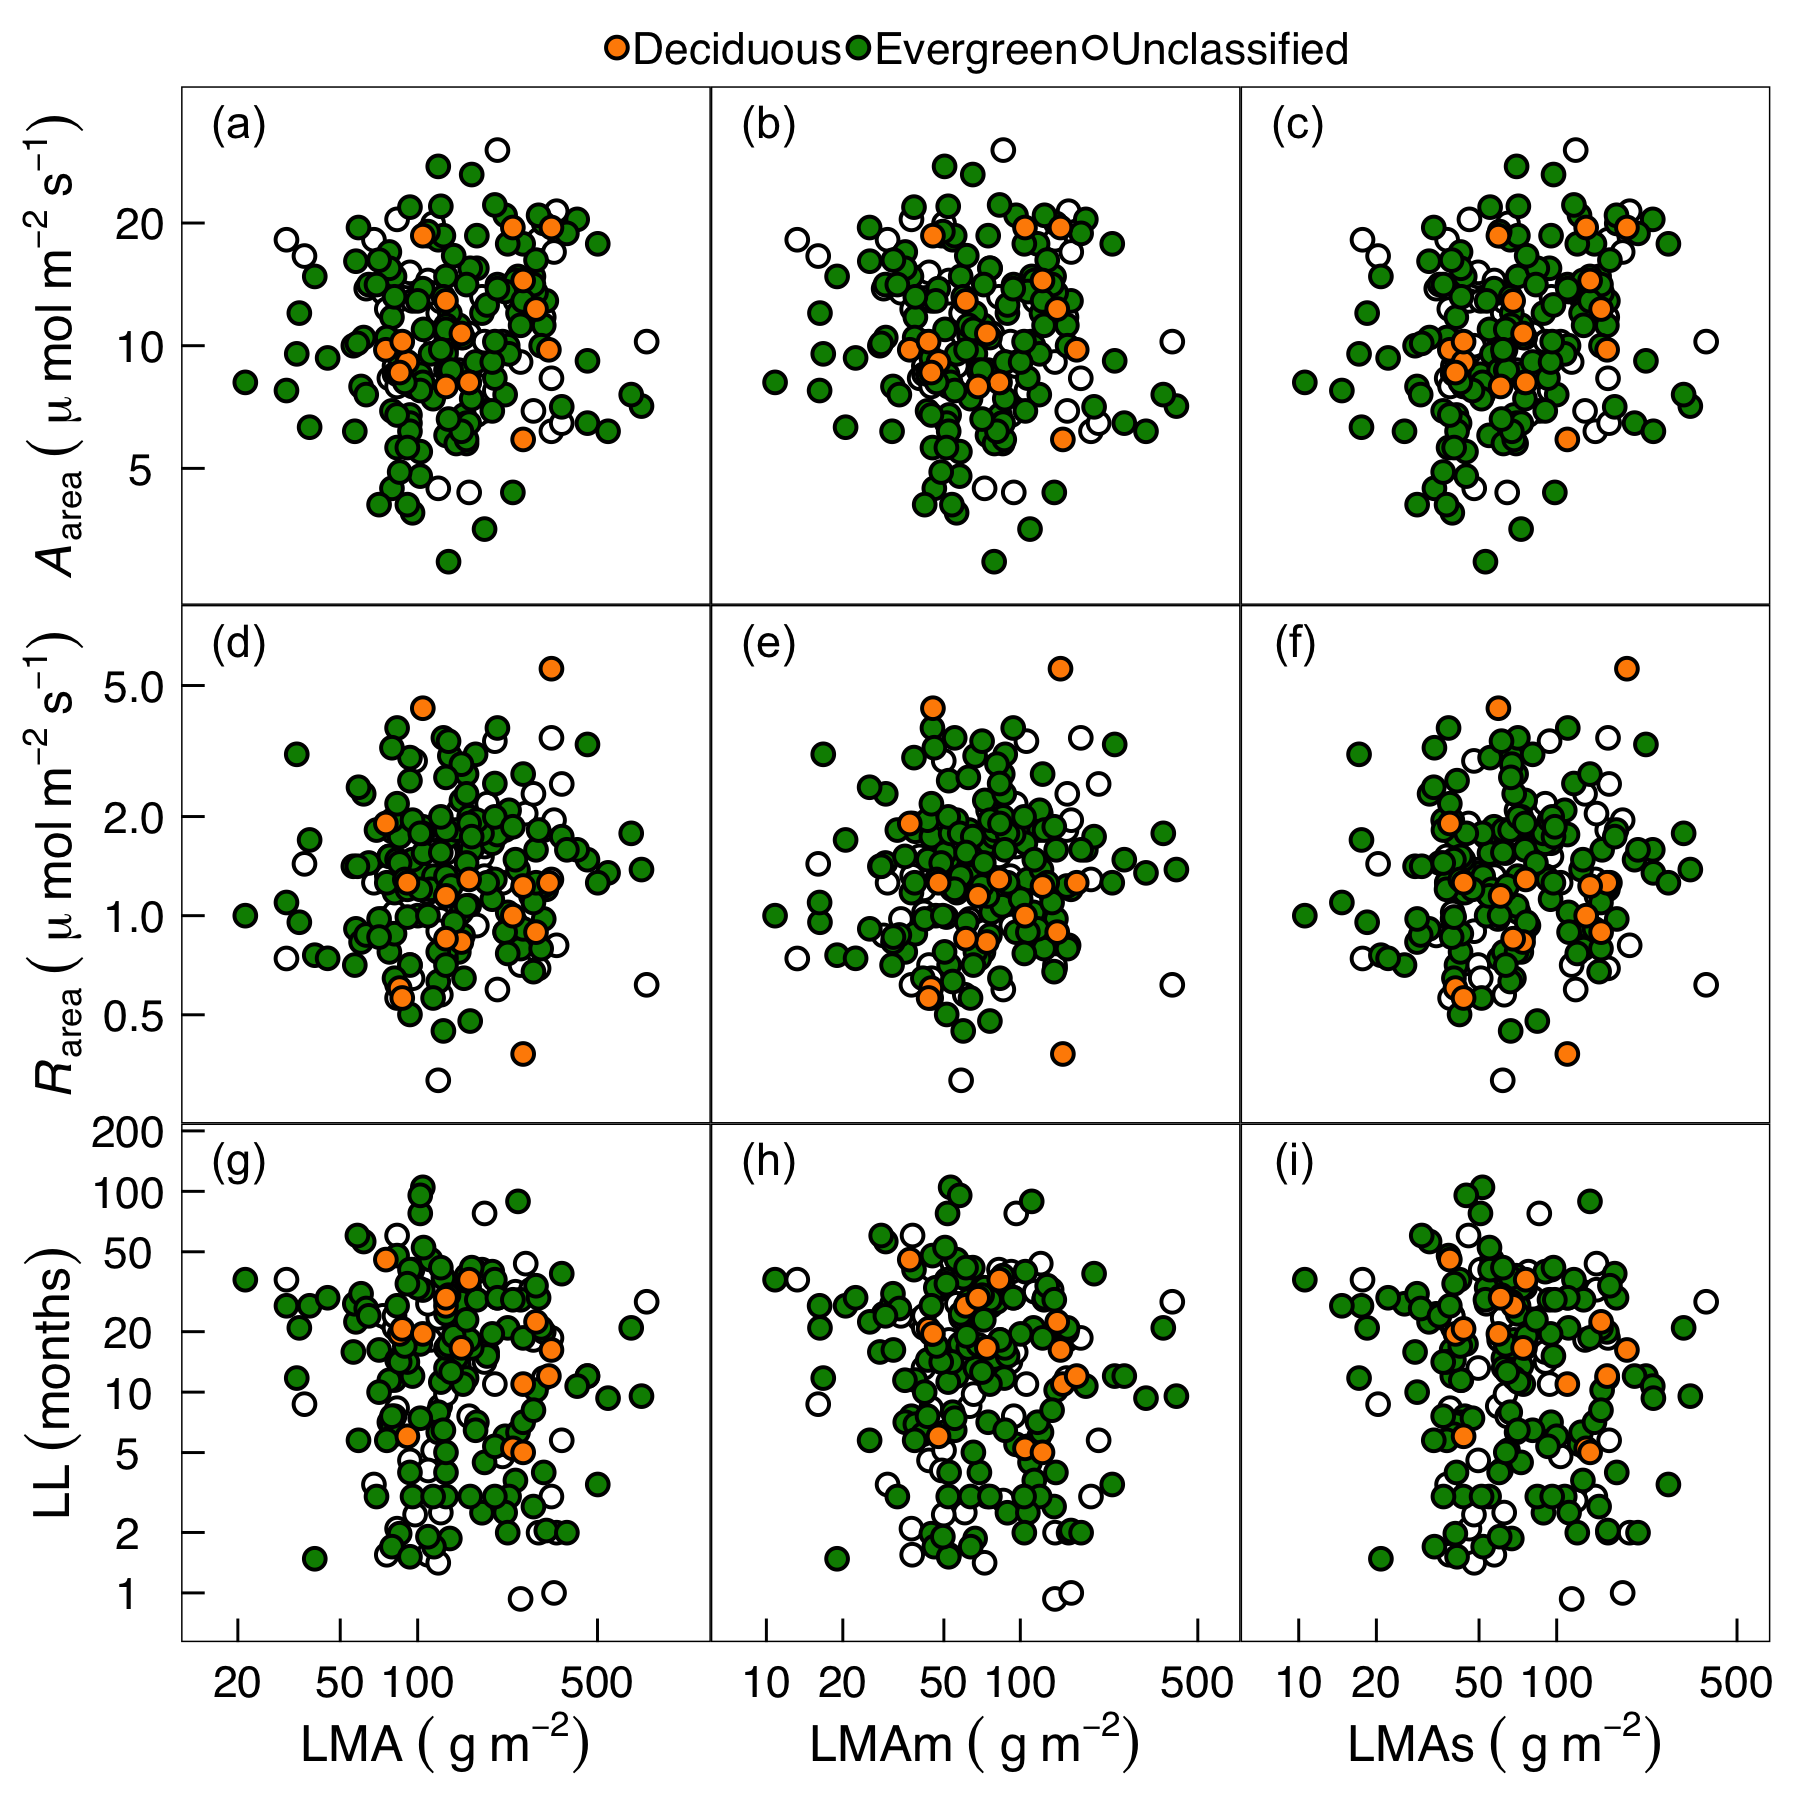 Deciduous Evergreen Unclassified
(a) (b) (c)
A area ( μ mol m−2 s−1)
20
10
5
(d) (e) (f)
R area ( μ mol m−2 s−1)
5.0
2.0
1.0
0.5
(g) (h) (i)
LL (months)
200
100
50
20
10
5
2
1
20 50 100 500 10 20 50 100 500 10 20 50 100 500
LMA ( g m−2) LMAm ( g m−2) LMAs ( g m−2)